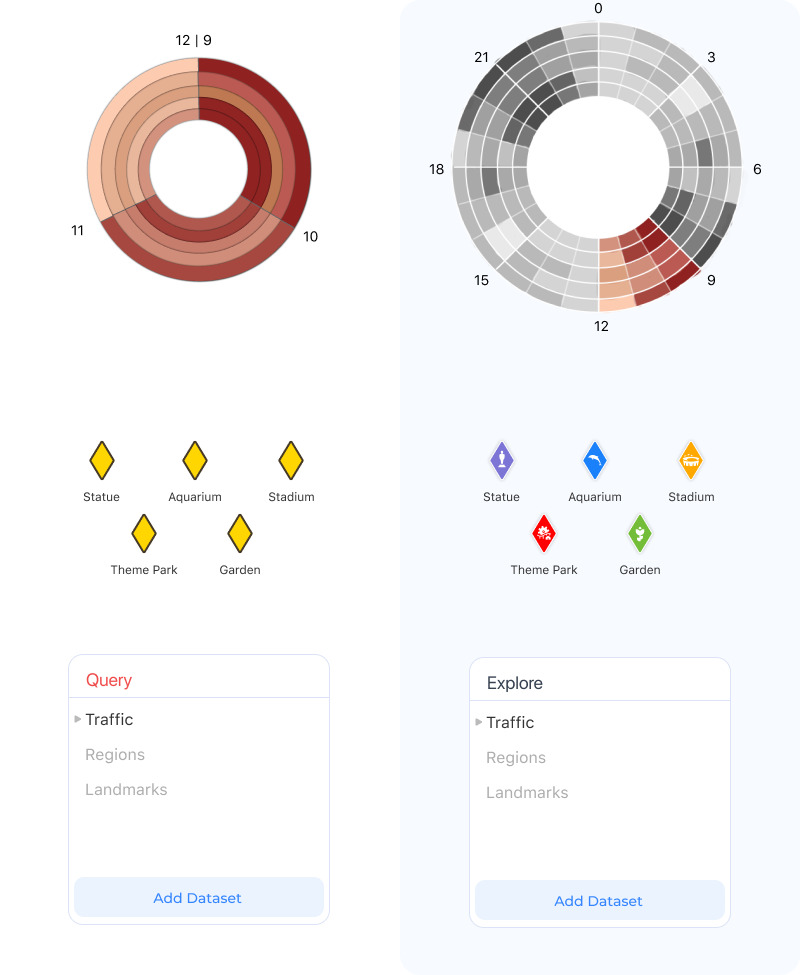 12 | 9
11
10
Statue
Aquarium
Stadium
Theme Park
Garden
Query
Traffic
Regions
Landmarks
Add Dataset
0
21
3
18
6
15
9
12
Statue
Aquarium
Stadium
Theme Park
Garden
Explore
Traffic
Regions
Landmarks
Add Dataset